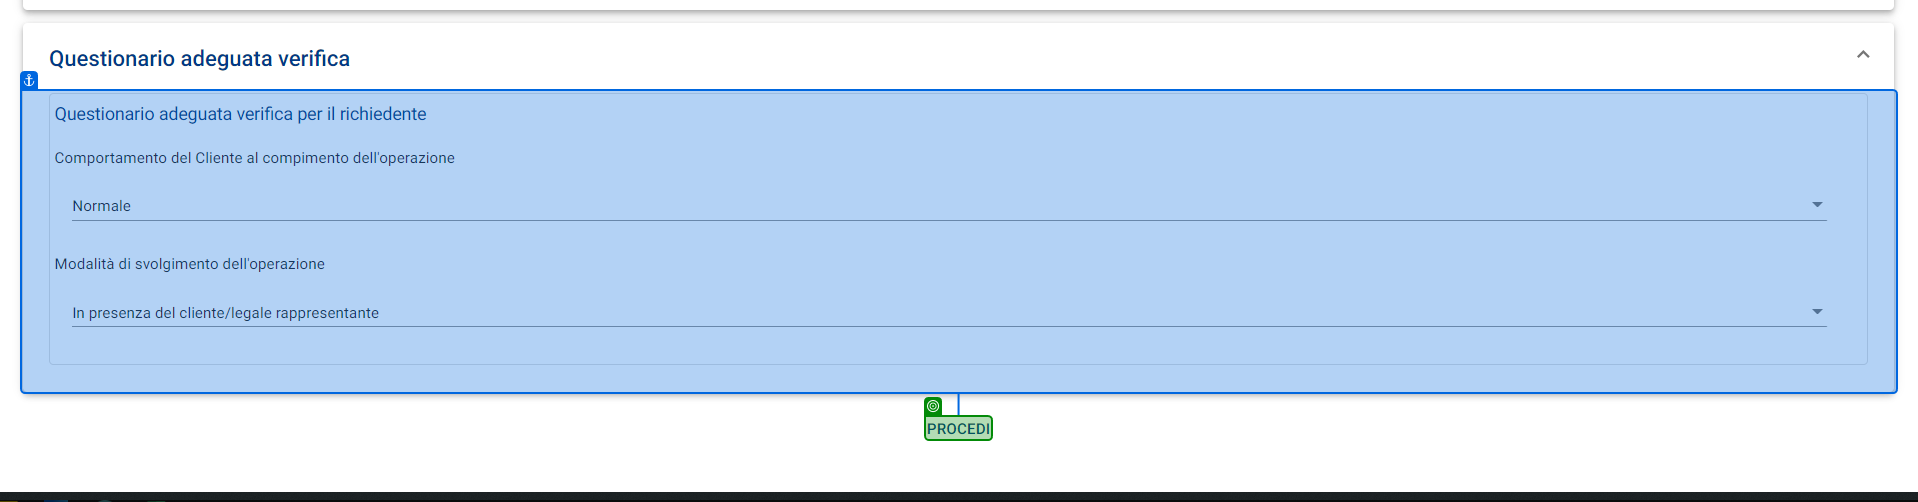 Questionario adeguata verifica
Questionario adeguata verifica per il richiedente
Comportamento del Cliente al compimento dell'operazione
Normale
Modalità di svolgimento dell'operazione
In presenza del cliente/legale rappresentante
PROCEDI